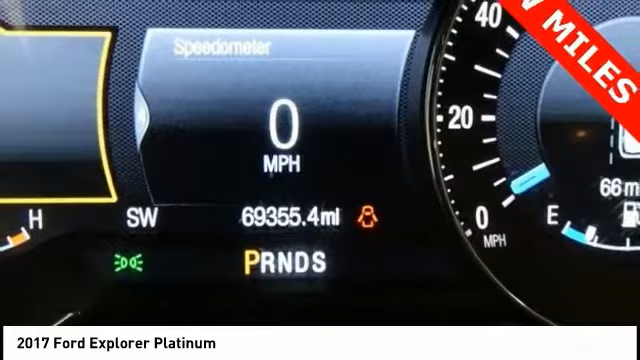 Speedometer
0
MPH
40
20
0
MPH
MILES
H
SW
69355.4mi
66 m
E
PRNDS
2017 Ford Explorer Platinum